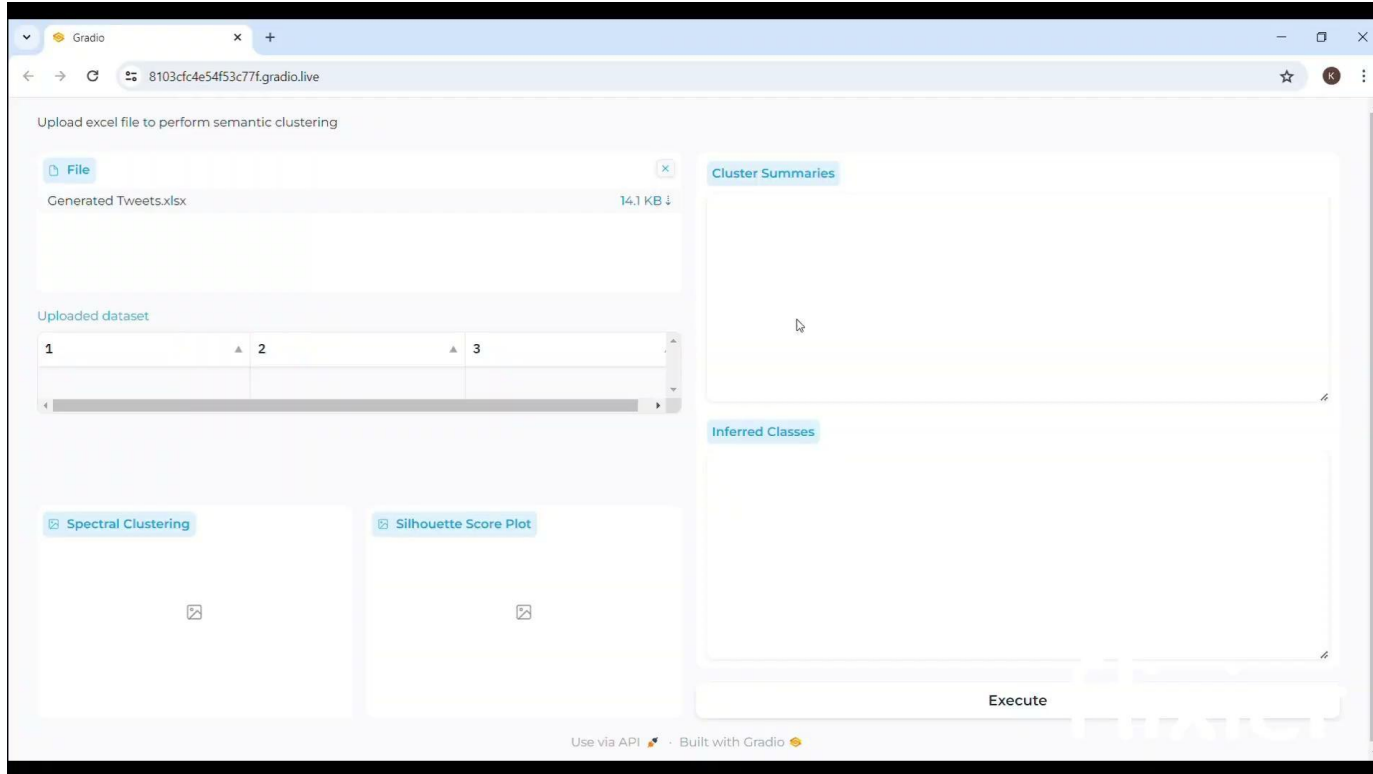 Gradio
8103cfc4e54f53c77f.gradio.live
K
Upload excel file to perform semantic clustering
File
Generated Tweets.xlsx
14.1 KB ↓
Uploaded dataset
1 2 3
Spectral Clustering
Silhouette Score Plot
Cluster Summaries
Inferred Classes
Execute
Use via API · Built with Gradio
flixier